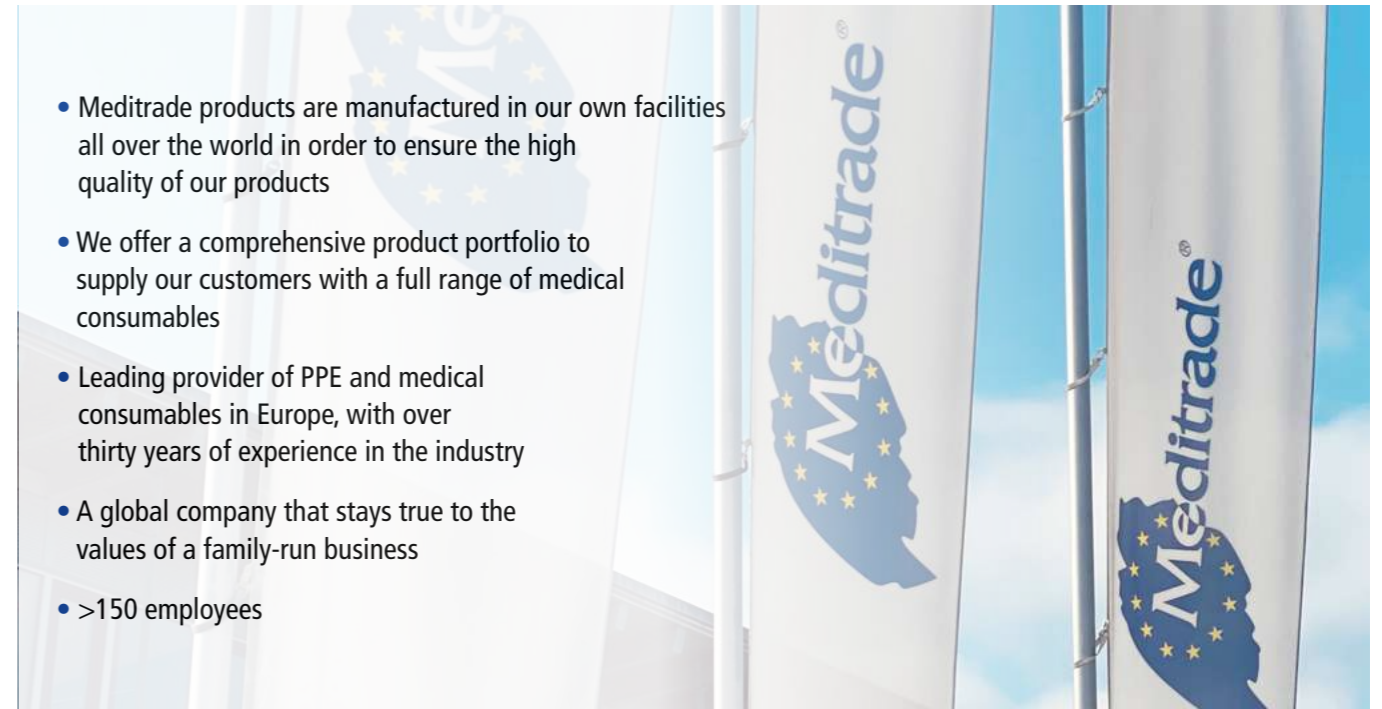 • Meditrade products are manufactured in our own facilities
all over the world in order to ensure the high
quality of our products
• We offer a comprehensive product portfolio to
supply our customers with a full range of medical
consumables
• Leading provider of PPE and medical
consumables in Europe, with over
thirty years of experience in the industry
• A global company that stays true to the
values of a family-run business
• >150 employees
Me
Meditrade®
Meditrade®